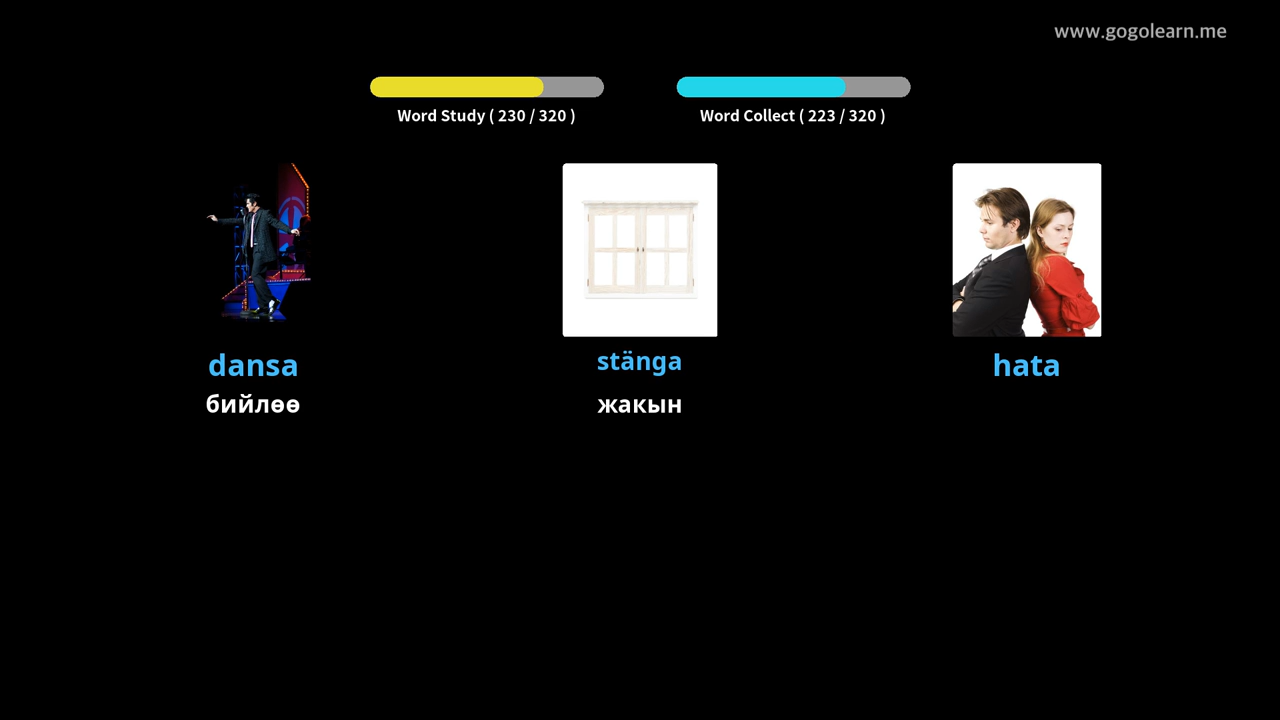 www.gogolearn.me
Word Study ( 230 / 320 )
Word Collect ( 223 / 320 )
dansa
stänga
hata
бийлөө
жакын